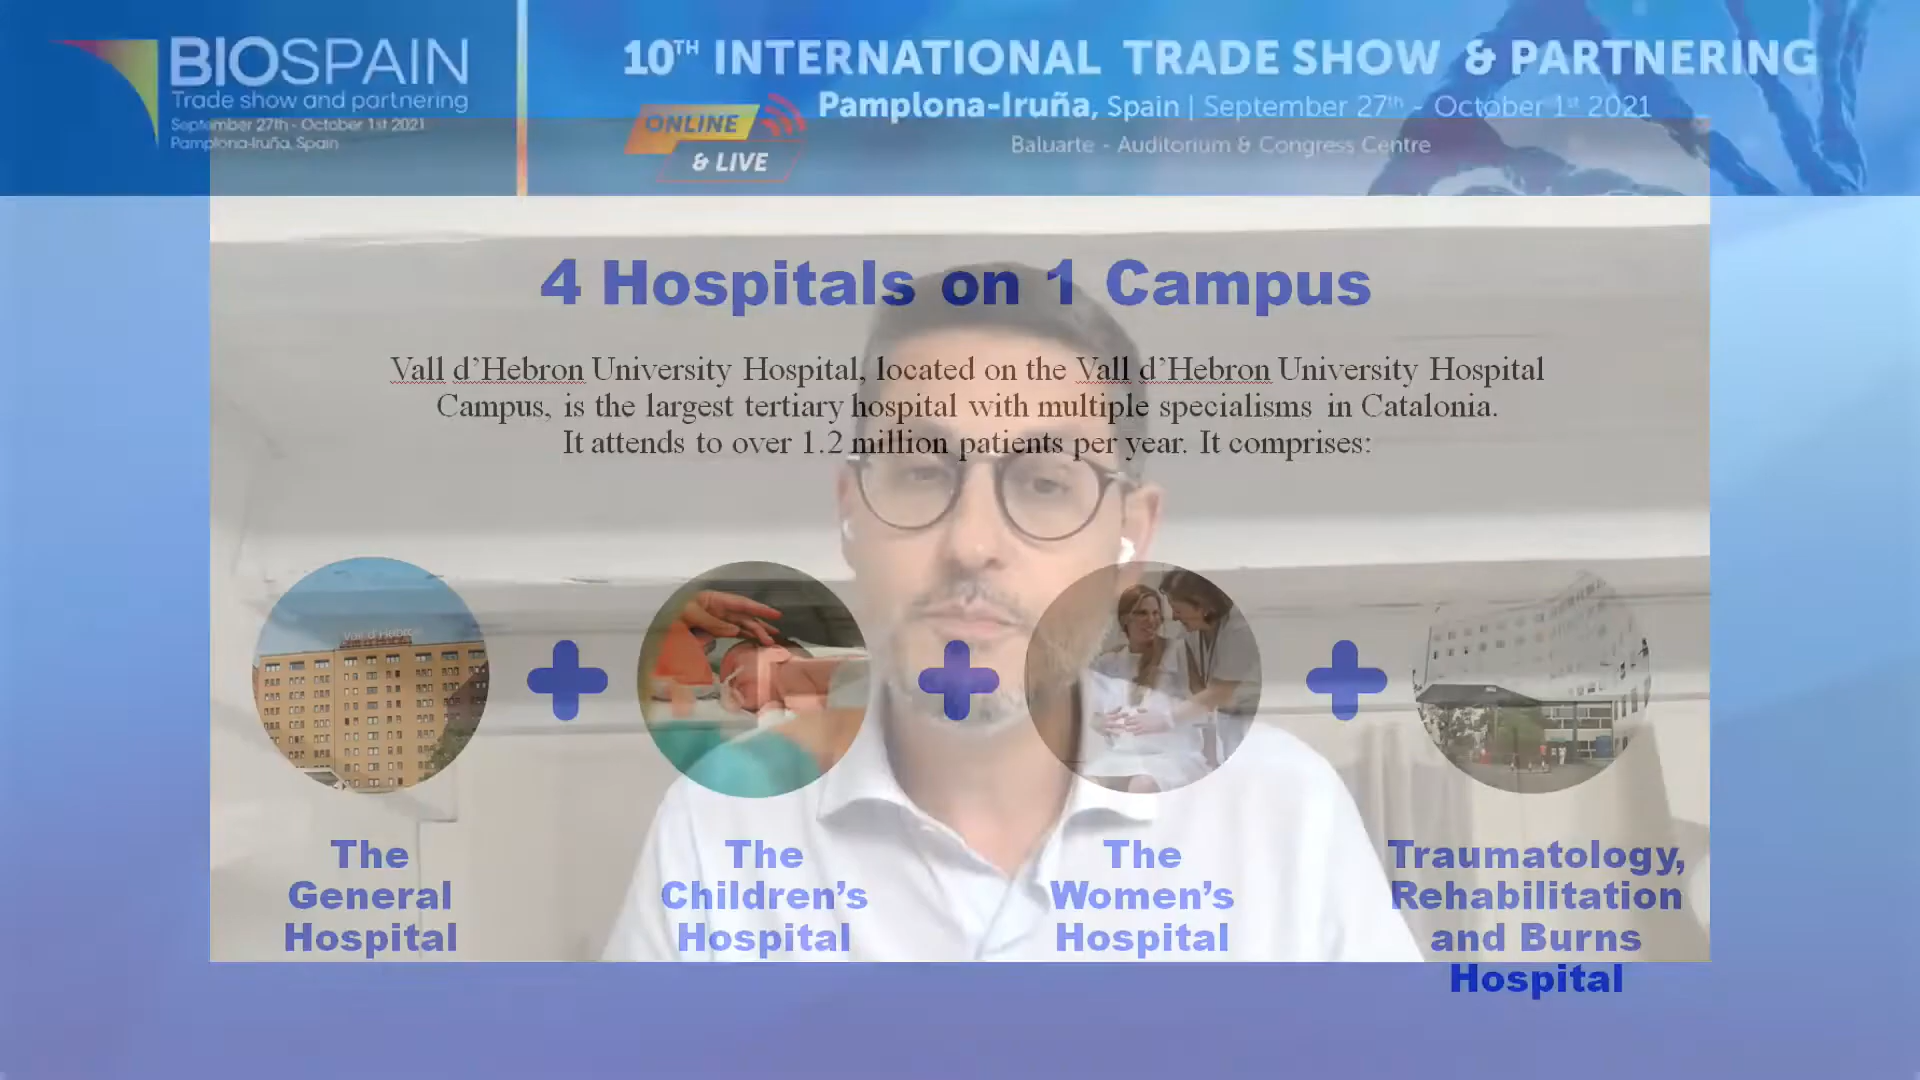 BIOSPAIN
Trade show and partnering
September 27th - October 1st 2021
Pamplona-Iruña, Spain
10TH INTERNATIONAL TRADE SHOW & PARTNERING
Pamplona-Iruña, Spain | September 27th - October 1st 2021
Baluarte - Auditorium & Congress Centre
ONLINE
& LIVE
4 Hospitals on 1 Campus
Vall d’Hebron University Hospital, located on the Vall d’Hebron University Hospital
Campus, is the largest tertiary hospital with multiple specialisms in Catalonia.
It attends to over 1.2 million patients per year. It comprises:
Vall d'Hebron
The
General
Hospital
The
Children’s
Hospital
The
Women’s
Hospital
Traumatology,
Rehabilitation
and Burns
Hospital